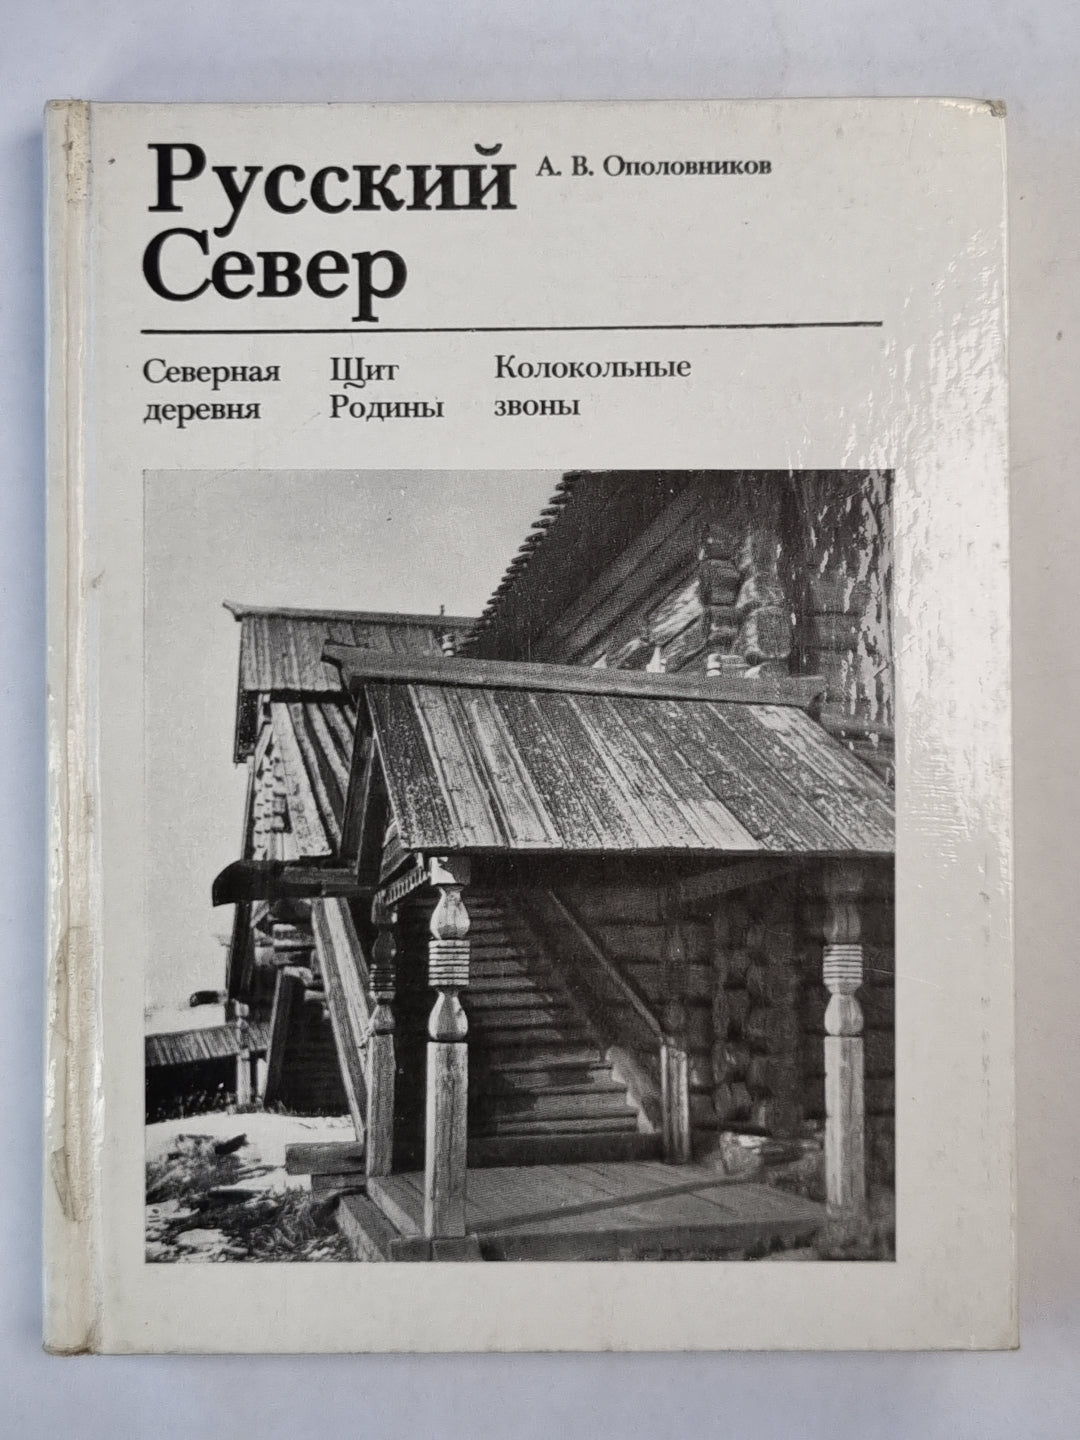 Русский
Север
А. В. Ополовников
Северная
деревня
Щит
Родины
Колокольные
звоны